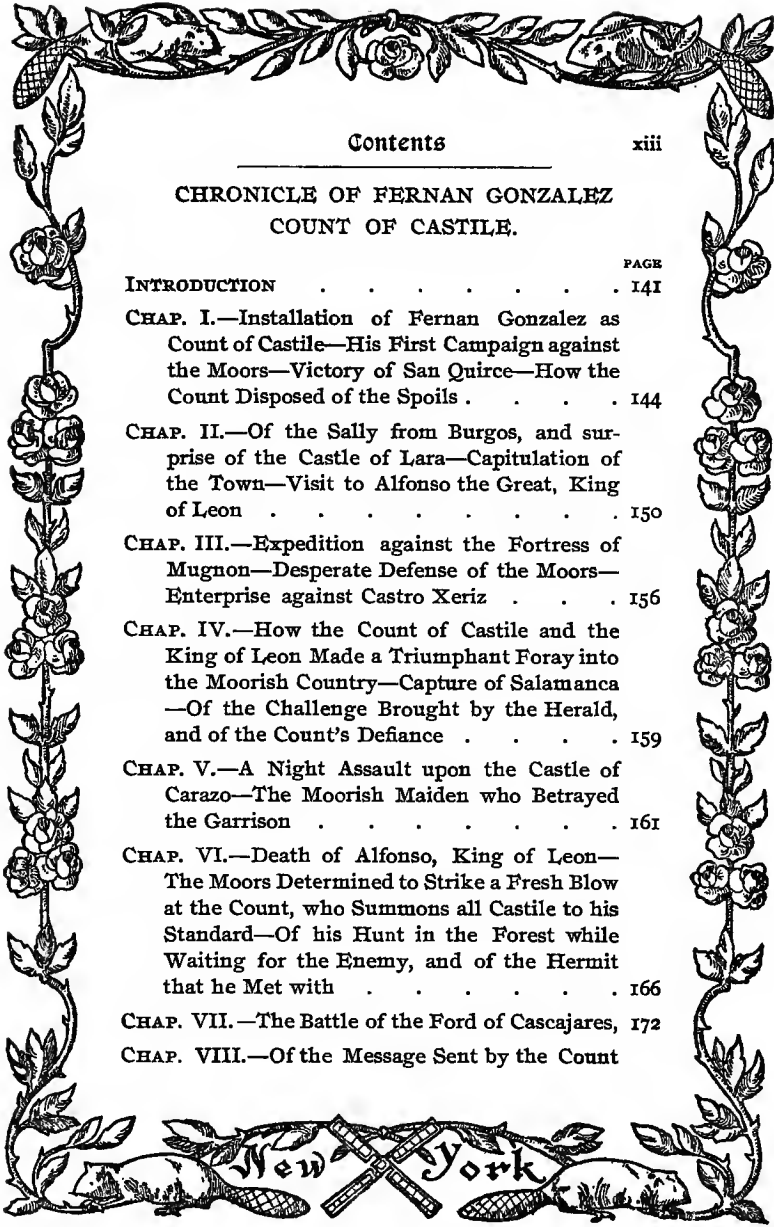 Contents xiii
CHRONICLE OF FERNAN GONZALEZ
COUNT OF CASTILE.
PAGE
INTRODUCTION . . . . . . . 141
CHAP. I.—Installation of Fernan Gonzalez as
Count of Castile—His First Campaign against
the Moors—Victory of San Quirce—How the
Count Disposed of the Spoils . . . . 144
CHAP. II.—Of the Sally from Burgos, and sur-
prise of the Castle of Lara—Capitulation of
the Town—Visit to Alfonso the Great, King
of Leon . . . . . . . . 150
CHAP. III.—Expedition against the Fortress of
Mugnon—Desperate Defense of the Moors—
Enterprise against Castro Xeriz . . . 156
CHAP. IV.—How the Count of Castile and the
King of Leon Made a Triumphant Foray into
the Moorish Country—Capture of Salamanca
—Of the Challenge Brought by the Herald,
and of the Count's Defiance . . . . 159
CHAP. V.—A Night Assault upon the Castle of
Carazo—The Moorish Maiden who Betrayed
the Garrison . . . . . . . 161
CHAP. VI.—Death of Alfonso, King of Leon—
The Moors Determined to Strike a Fresh Blow
at the Count, who Summons all Castile to his
Standard—Of his Hunt in the Forest while
Waiting for the Enemy, and of the Hermit
that he Met with . . . . . . 166
CHAP. VII.—The Battle of the Ford of Cascajares, 172
CHAP. VIII.—Of the Message Sent by the Count
New York